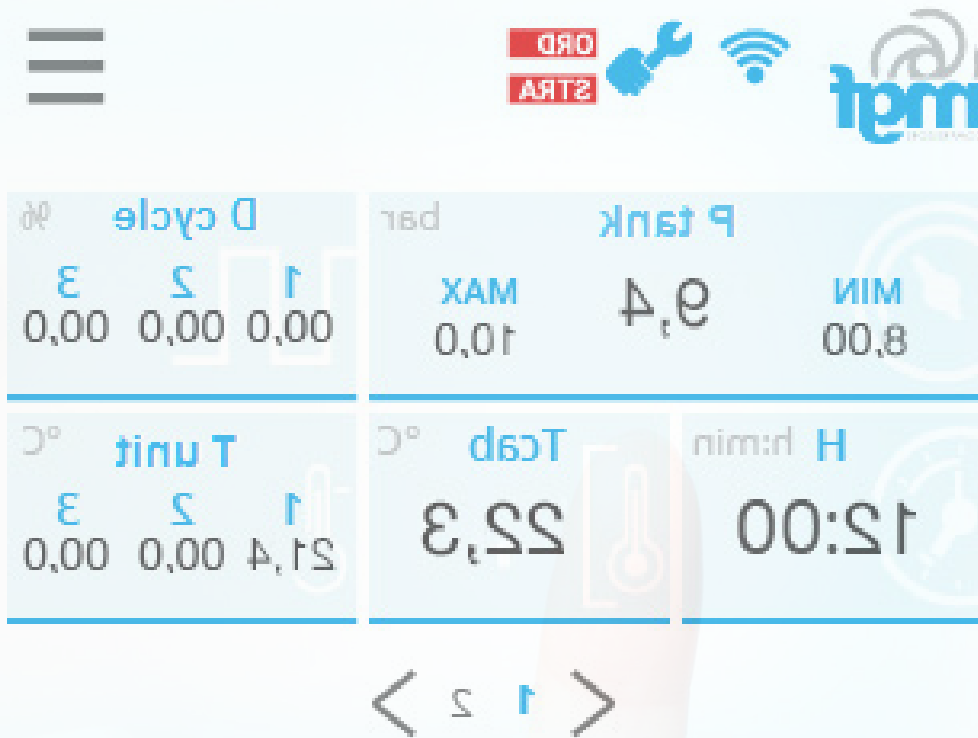 mgf
ORD
STRA
P tank bar
MIN
8,00
9,4
MAX
10,0
D cycle %
1 2 3
00,0 00,0 00,0
H h:min
12:00
Tcab °C
22,3
T unit °C
1 2 3
21,4 00,0 00,0
1 2